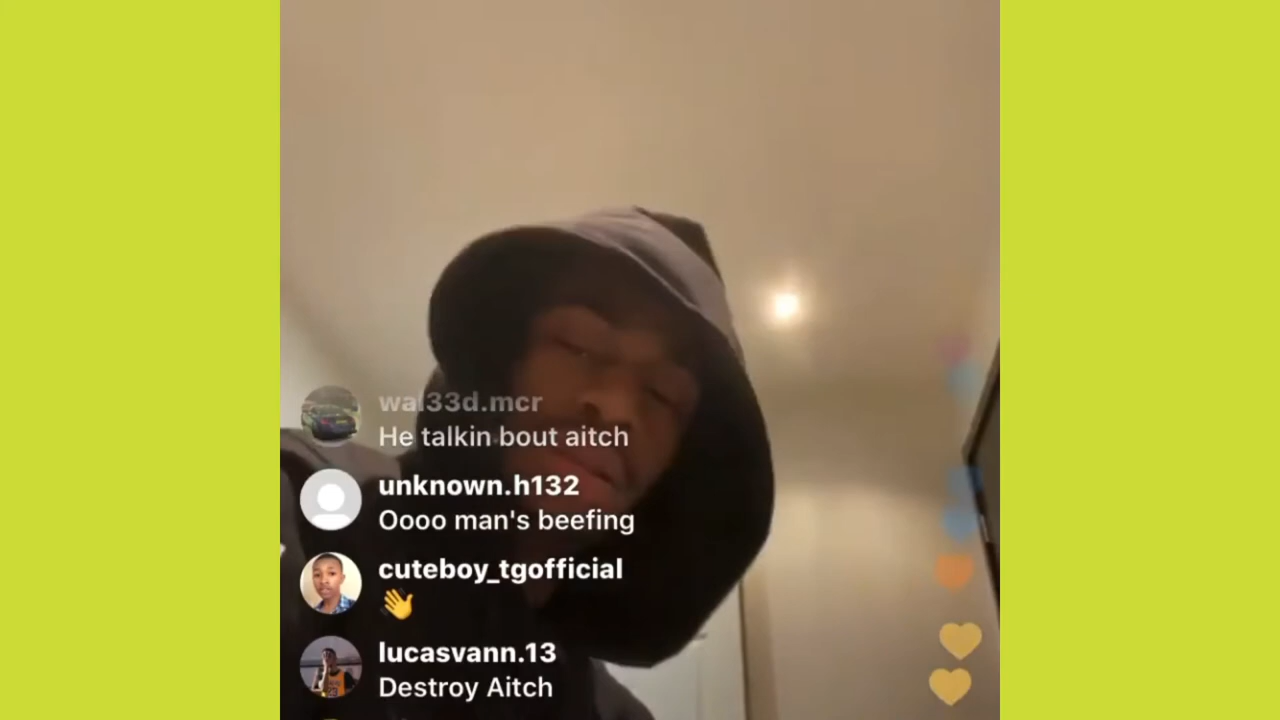 wal33d.mcr
He talkin bout aitch
unknown.h132
Oooo man's beefing
cuteboy_tgofficial
👋
lucasvann.13
Destroy Aitch